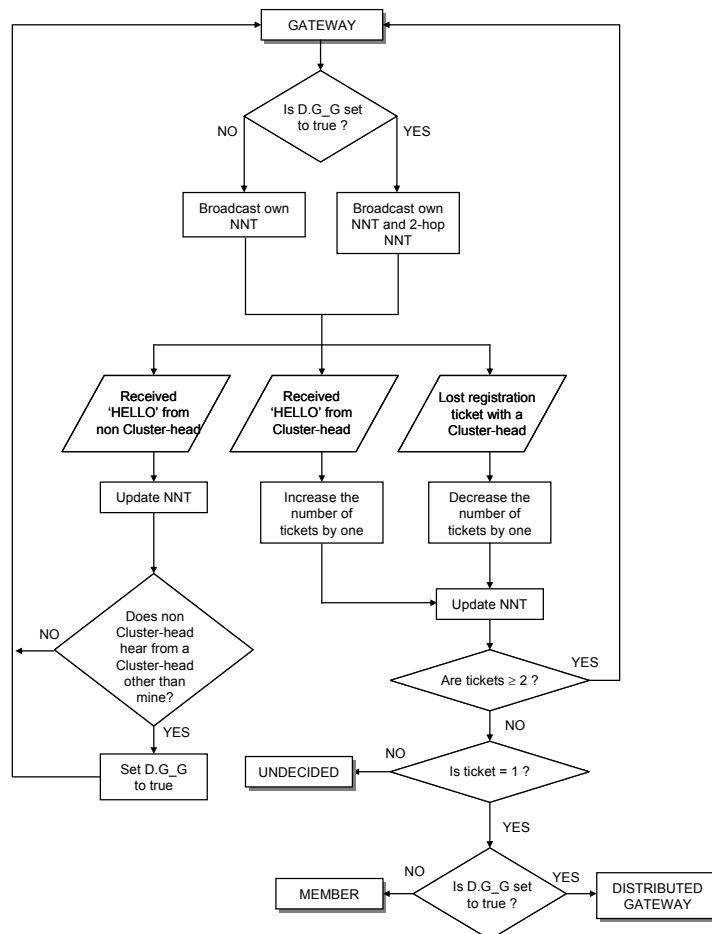 GATEWAY
Is D.G_G set
to true ?
NO
YES
Broadcast own
NNT
Broadcast own
NNT and 2-hop
NNT
Received
'HELLO' from
non Cluster-head
Received
'HELLO' from
Cluster-head
Lost registration
ticket with a
Cluster-head
Update NNT
Increase the
number of
tickets by one
Decrease the
number of
tickets by one
Update NNT
Does non
Cluster-head
hear from a
Cluster-head
other than
mine?
NO
YES
Set D.G_G
to true
Are tickets ≥ 2 ?
YES
NO
Is ticket = 1 ?
NO
UNDECIDED
YES
Is D.G_G set
to true ?
NO
MEMBER
YES
DISTRIBUTED
GATEWAY